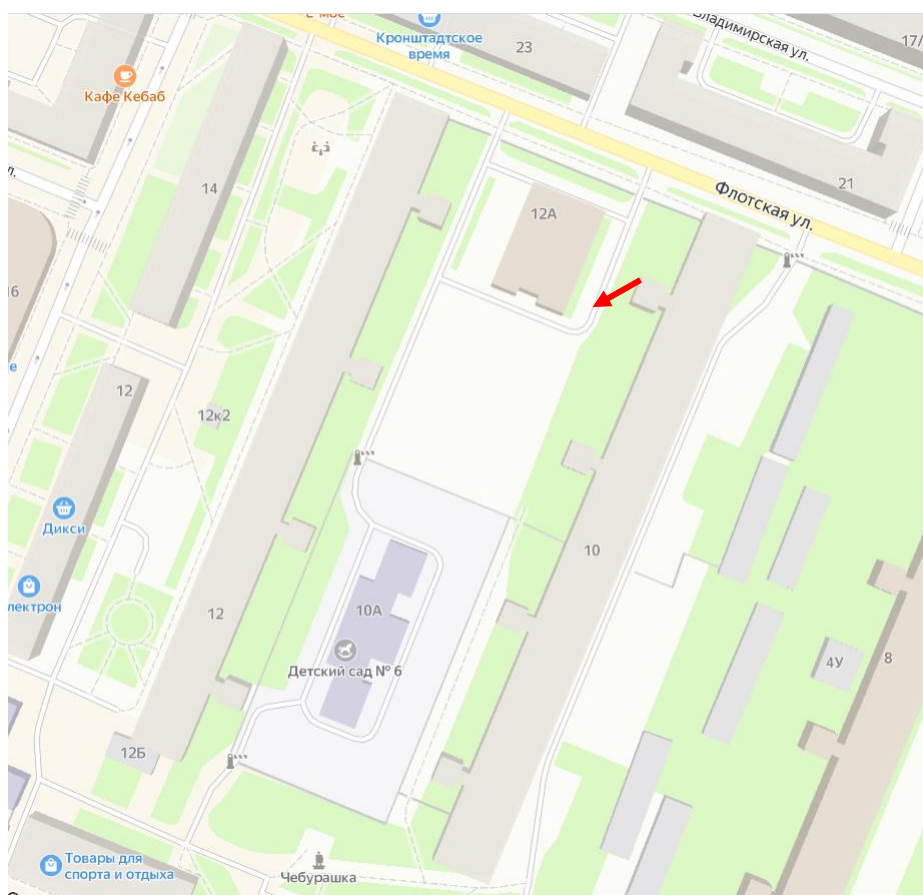 Кронштадтское
время
23
Владимирская ул.
17/
Кафе Кебаб
14
21
12А
Флотская ул.
16
е
12
12к2
Дикси
10
лектрон
12
10А
Детский сад № 6
4У
8
12Б
Товары для
спорта и отдыха
Чебурашка